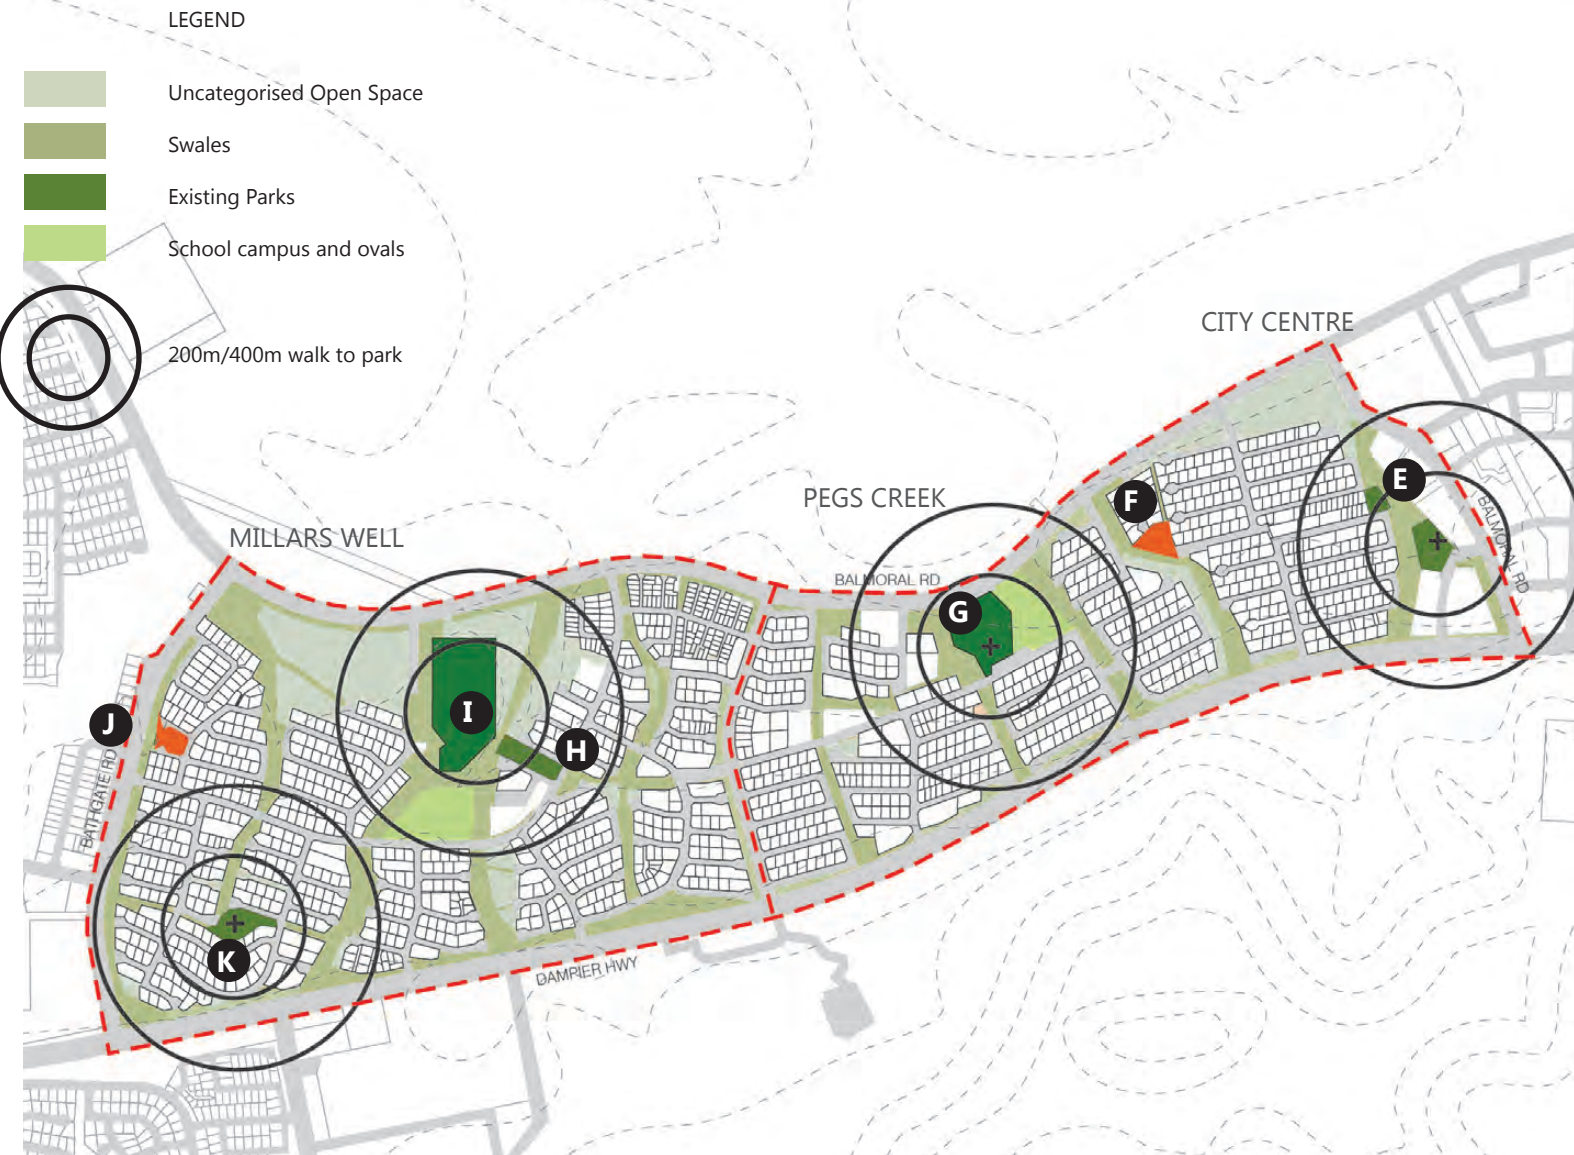 LEGEND
Uncategorised Open Space
Swales
Existing Parks
School campus and ovals
200m/400m walk to park
CITY CENTRE
PEGS CREEK
MILLARS WELL
E
F
BALMORAL RD
BALMORAL RD
G
I
H
J
BATHGATE RD
K
DAMPIER HWY